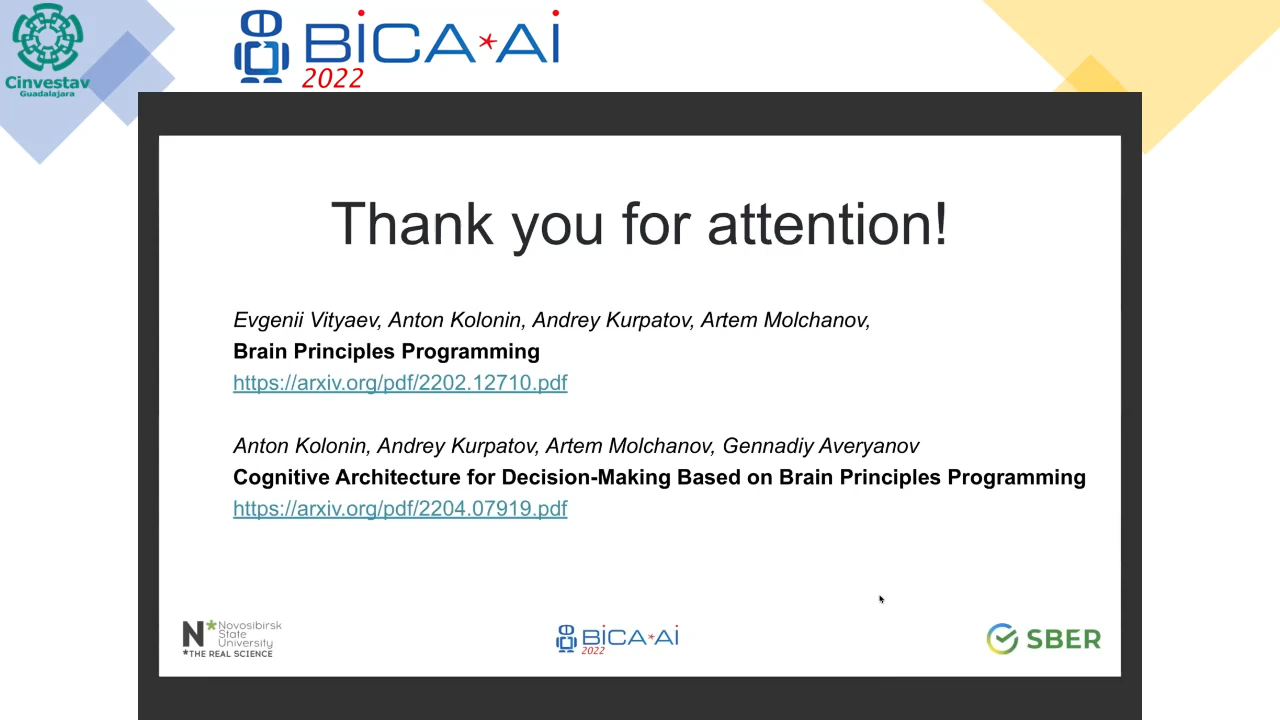 Cinvestav
Guadalajara
BiCA*Ai
2022
Thank you for attention!
Evgenii Vityaev, Anton Kolonin, Andrey Kurpatov, Artem Molchanov,
Brain Principles Programming
https://arxiv.org/pdf/2202.12710.pdf
Anton Kolonin, Andrey Kurpatov, Artem Molchanov, Gennadiy Averyanov
Cognitive Architecture for Decision-Making Based on Brain Principles Programming
https://arxiv.org/pdf/2204.07919.pdf
N* Novosibirsk
State
University
*THE REAL SCIENCE
BiCA*Ai
2022
SBER